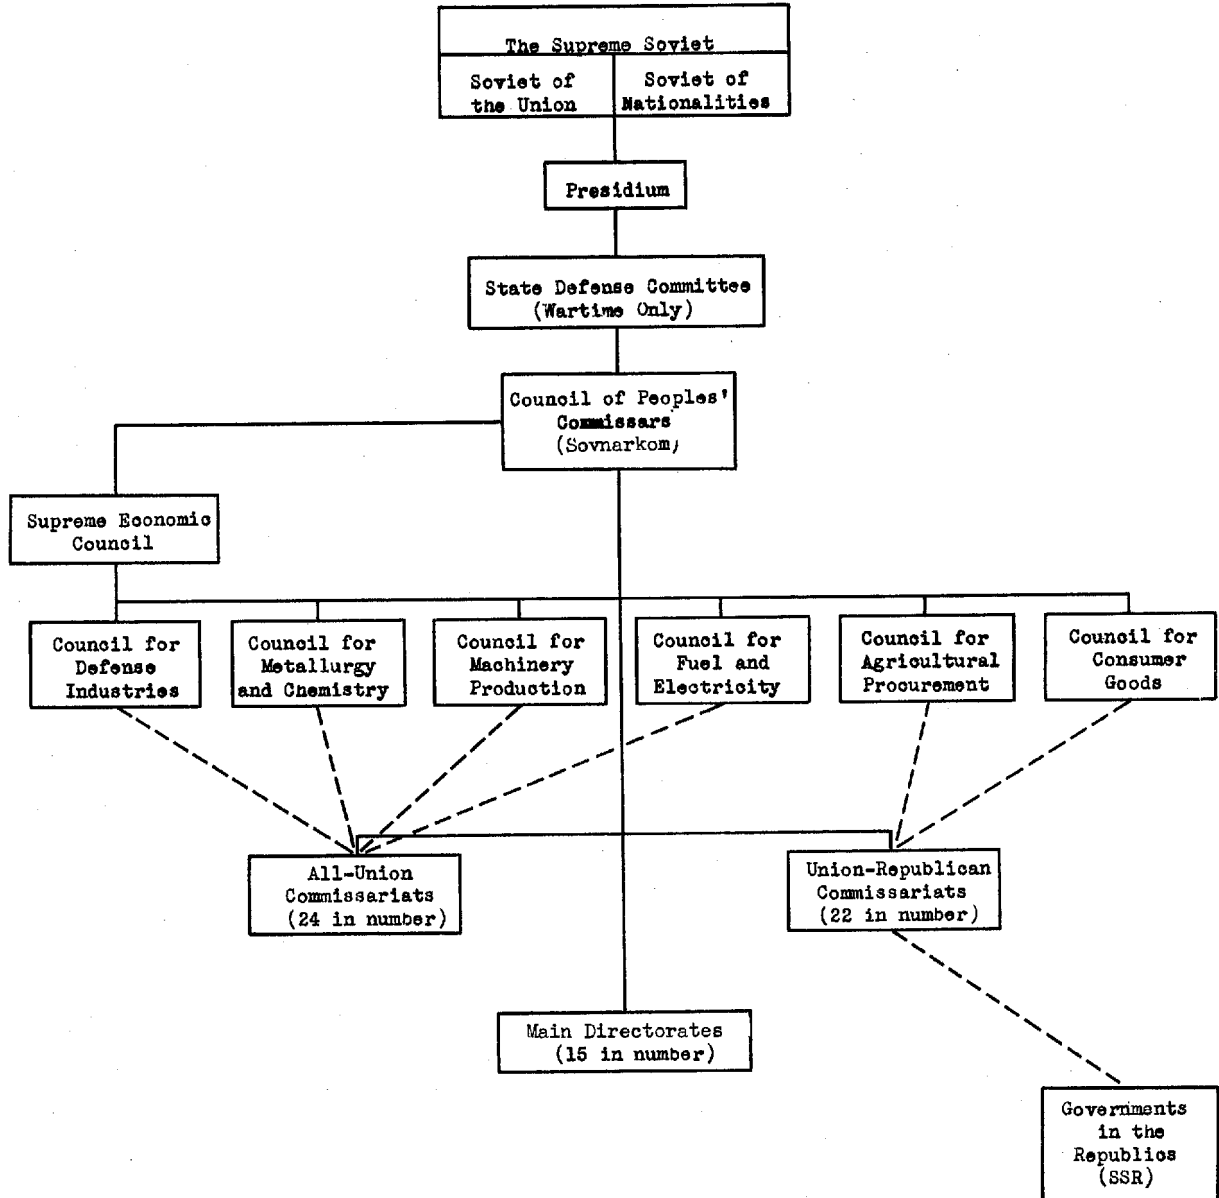 The Supreme Soviet
Soviet of
the Union
Soviet of
Nationalities
Presidium
State Defense Committee
(Wartime Only)
Council of Peoples'
Commissars
(Sovnarkom)
Supreme Economic
Council
Council for
Defense
Industries
Council for
Metallurgy
and Chemistry
Council for
Machinery
Production
Council for
Fuel and
Electricity
Council for
Agricultural
Procurement
Council for
Consumer
Goods
All-Union
Commissariats
(24 in number)
Union-Republican
Commissariats
(22 in number)
Main Directorates
(15 in number)
Governments
in the
Republics
(SSR)